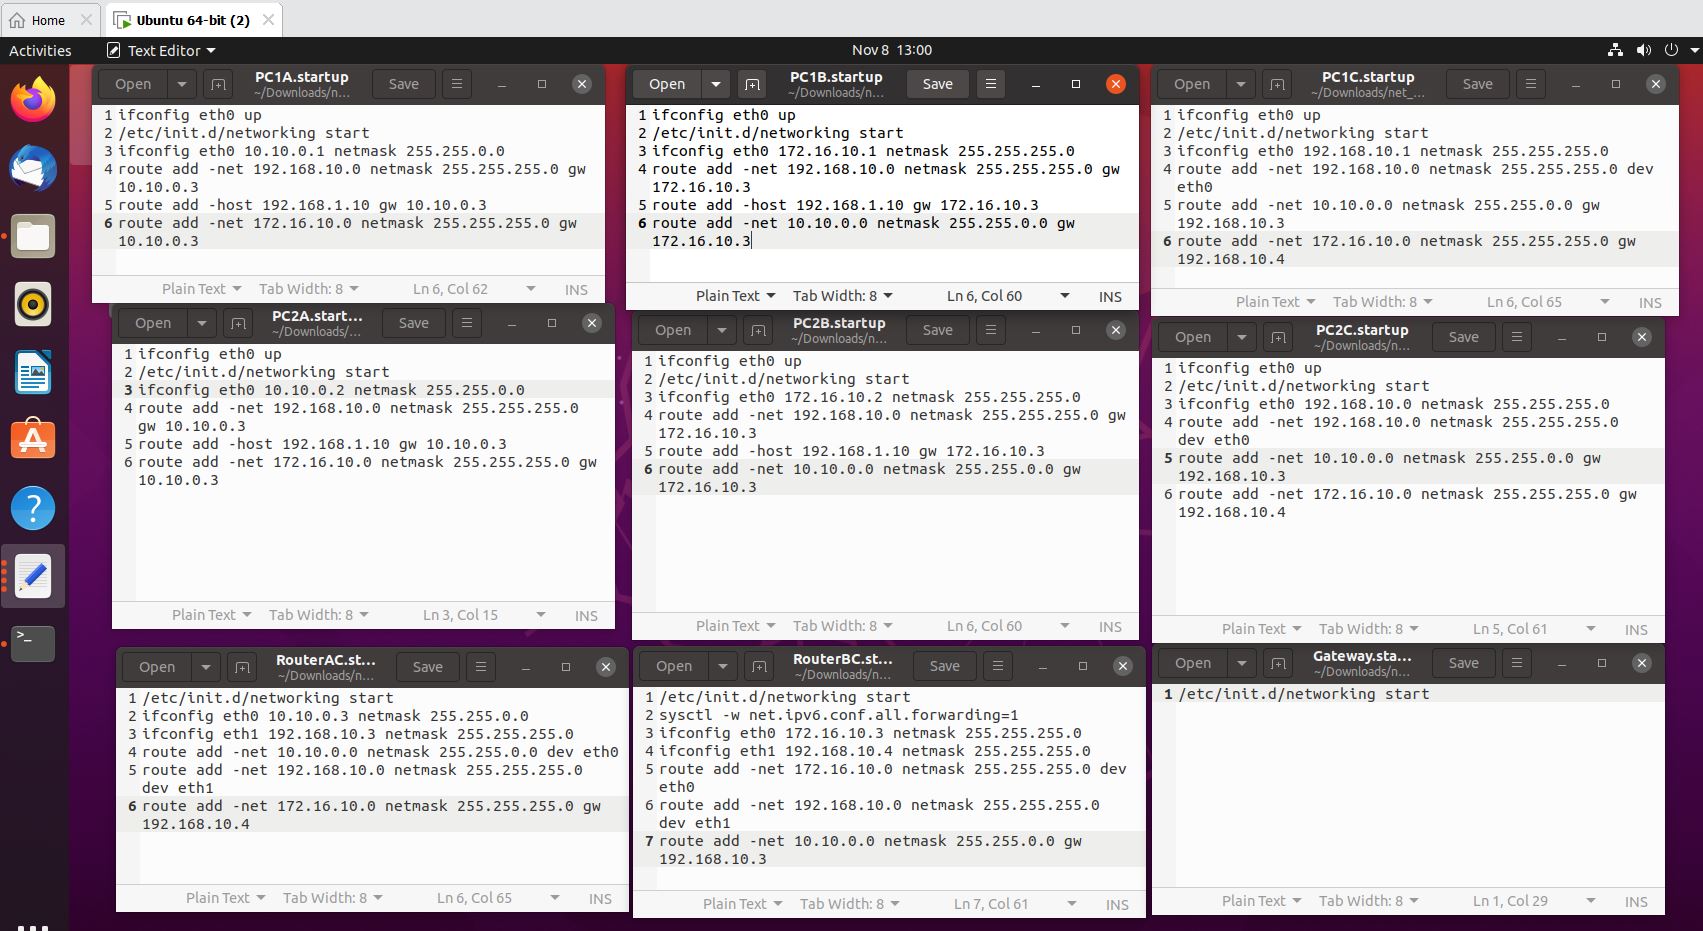 Home
Ubuntu 64-bit (2)
Activities
Text Editor
Nov 8 13:00
Open
PC1A.startup
~/Downloads/n...
Save
1 ifconfig eth0 up
2 /etc/init.d/networking start
3 ifconfig eth0 10.10.0.1 netmask 255.255.0.0
4 route add -net 192.168.10.0 netmask 255.255.255.0 gw
10.10.0.3
5 route add -host 192.168.1.10 gw 10.10.0.3
6 route add -net 172.16.10.0 netmask 255.255.255.0 gw
10.10.0.3
Plain Text
Tab Width: 8
Ln 6, Col 62
INS
Open
PC1B.startup
~/Downloads/n...
Save
1 ifconfig eth0 up
2 /etc/init.d/networking start
3 ifconfig eth0 172.16.10.1 netmask 255.255.255.0
4 route add -net 192.168.10.0 netmask 255.255.255.0 gw
172.16.10.3
5 route add -host 192.168.1.10 gw 172.16.10.3
6 route add -net 10.10.0.0 netmask 255.255.0.0 gw
172.16.10.3
Plain Text
Tab Width: 8
Ln 6, Col 60
INS
Open
PC1C.startup
~/Downloads/net_...
Save
1 ifconfig eth0 up
2 /etc/init.d/networking start
3 ifconfig eth0 192.168.10.1 netmask 255.255.255.0
4 route add -net 192.168.10.0 netmask 255.255.255.0 dev
eth0
5 route add -net 10.10.0.0 netmask 255.255.0.0 gw
192.168.10.3
6 route add -net 172.16.10.0 netmask 255.255.255.0 gw
192.168.10.4
Plain Text
Tab Width: 8
Ln 6, Col 65
INS
Open
PC2A.start...
~/Downloads/...
Save
1 ifconfig eth0 up
2 /etc/init.d/networking start
3 ifconfig eth0 10.10.0.2 netmask 255.255.0.0
4 route add -net 192.168.10.0 netmask 255.255.255.0
gw 10.10.0.3
5 route add -host 192.168.1.10 gw 10.10.0.3
6 route add -net 172.16.10.0 netmask 255.255.255.0 gw
10.10.0.3
Plain Text
Tab Width: 8
Ln 3, Col 15
INS
Open
PC2B.startup
~/Downloads/n...
Save
1 ifconfig eth0 up
2 /etc/init.d/networking start
3 ifconfig eth0 172.16.10.2 netmask 255.255.255.0
4 route add -net 192.168.10.0 netmask 255.255.255.0 gw
172.16.10.3
5 route add -host 192.168.1.10 gw 172.16.10.3
6 route add -net 10.10.0.0 netmask 255.255.0.0 gw
172.16.10.3
Plain Text
Tab Width: 8
Ln 6, Col 60
INS
Open
PC2C.startup
~/Downloads/n...
Save
1 ifconfig eth0 up
2 /etc/init.d/networking start
3 ifconfig eth0 192.168.10.0 netmask 255.255.255.0
4 route add -net 192.168.10.0 netmask 255.255.255.0
dev eth0
5 route add -net 10.10.0.0 netmask 255.255.0.0 gw
192.168.10.3
6 route add -net 172.16.10.0 netmask 255.255.255.0 gw
192.168.10.4
Plain Text
Tab Width: 8
Ln 5, Col 61
INS
Open
RouterAC.st...
~/Downloads/n...
Save
1 /etc/init.d/networking start
2 ifconfig eth0 10.10.0.3 netmask 255.255.0.0
3 ifconfig eth1 192.168.10.3 netmask 255.255.255.0
4 route add -net 10.10.0.0 netmask 255.255.0.0 dev eth0
5 route add -net 192.168.10.0 netmask 255.255.255.0
dev eth1
6 route add -net 172.16.10.0 netmask 255.255.255.0 gw
192.168.10.4
Plain Text
Tab Width: 8
Ln 6, Col 65
INS
Open
RouterBC.st...
~/Downloads/n...
Save
1 /etc/init.d/networking start
2 sysctl -w net.ipv6.conf.all.forwarding=1
3 ifconfig eth0 172.16.10.3 netmask 255.255.255.0
4 ifconfig eth1 192.168.10.4 netmask 255.255.255.0
5 route add -net 172.16.10.0 netmask 255.255.255.0 dev
eth0
6 route add -net 192.168.10.0 netmask 255.255.255.0
dev eth1
7 route add -net 10.10.0.0 netmask 255.255.0.0 gw
192.168.10.3
Plain Text
Tab Width: 8
Ln 7, Col 61
INS
Open
Gateway.sta...
~/Downloads/n...
Save
1 /etc/init.d/networking start
Plain Text
Tab Width: 8
Ln 1, Col 29
INS